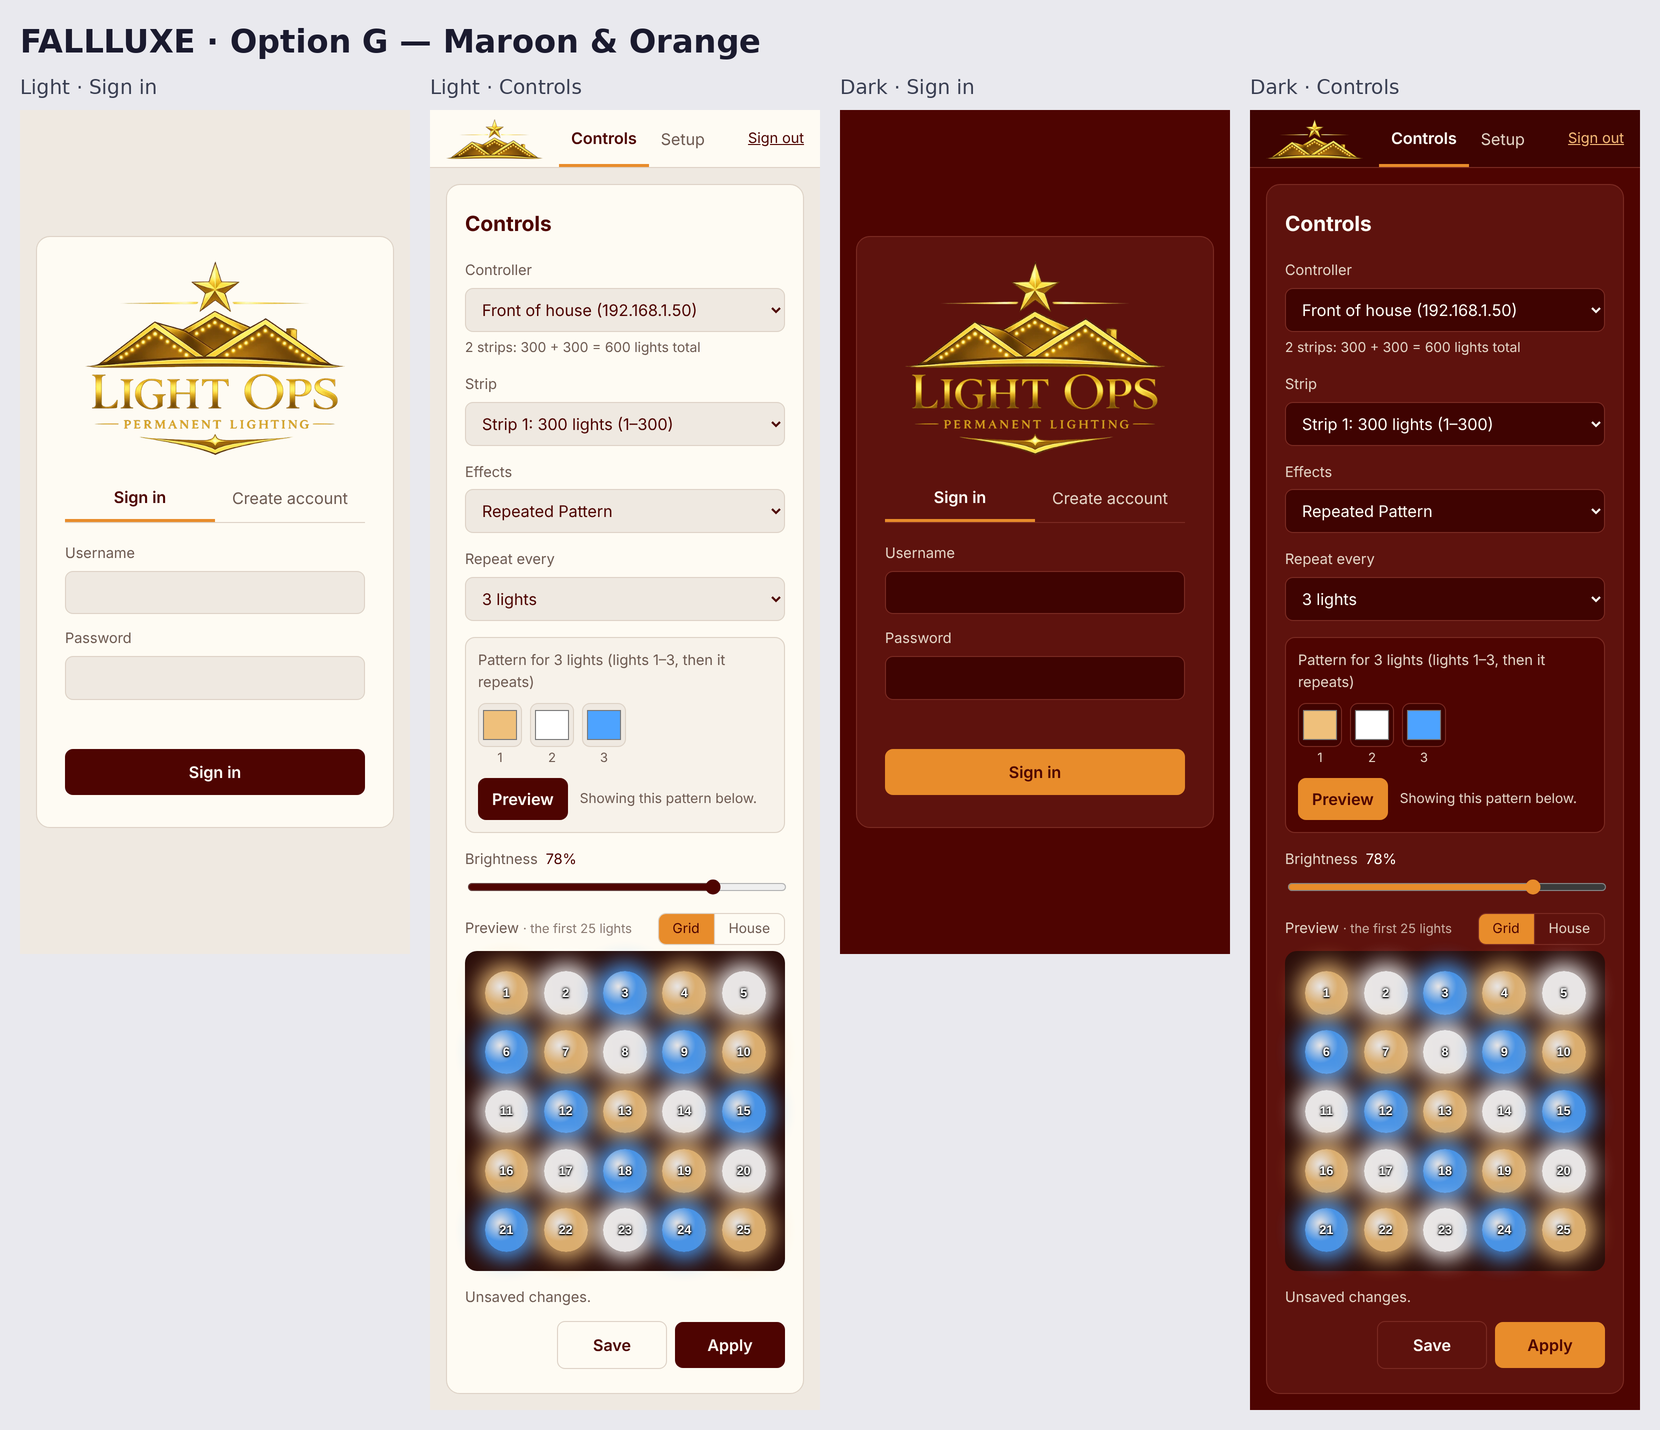 FALLLUXE · Option G — Maroon & Orange
Light · Sign in
LIGHT OPS
PERMANENT LIGHTING
Sign in
Create account
Username
Password
Sign in
Light · Controls
Controls
Setup
Sign out
Controls
Controller
Front of house (192.168.1.50)
2 strips: 300 + 300 = 600 lights total
Strip
Strip 1: 300 lights (1–300)
Effects
Repeated Pattern
Repeat every
3 lights
Pattern for 3 lights (lights 1–3, then it
repeats)
1 2 3
Preview
Showing this pattern below.
Brightness 78%
Preview · the first 25 lights
Grid
House
1 2 3 4 5
6 7 8 9 10
11 12 13 14 15
16 17 18 19 20
21 22 23 24 25
Unsaved changes.
Save
Apply
Dark · Sign in
LIGHT OPS
PERMANENT LIGHTING
Sign in
Create account
Username
Password
Sign in
Dark · Controls
Controls
Setup
Sign out
Controls
Controller
Front of house (192.168.1.50)
2 strips: 300 + 300 = 600 lights total
Strip
Strip 1: 300 lights (1–300)
Effects
Repeated Pattern
Repeat every
3 lights
Pattern for 3 lights (lights 1–3, then it
repeats)
1 2 3
Preview
Showing this pattern below.
Brightness 78%
Preview · the first 25 lights
Grid
House
1 2 3 4 5
6 7 8 9 10
11 12 13 14 15
16 17 18 19 20
21 22 23 24 25
Unsaved changes.
Save
Apply